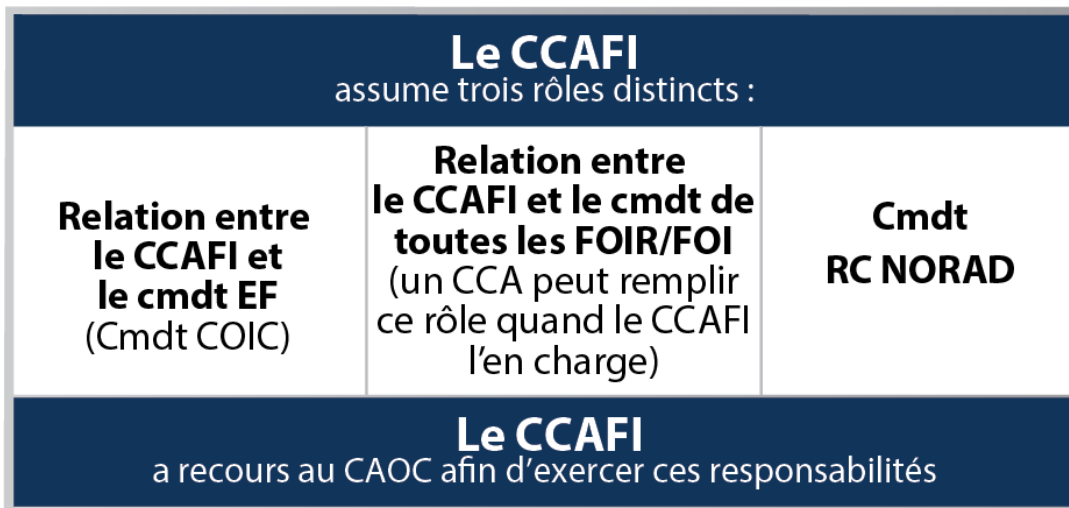 Le CCAFI
assume trois rôles distincts :
Relation entre
le CCAFI et
le cmdt EF
(Cmdt COIC)
Relation entre
le CCAFI et le cmdt de
toutes les FOIR/FOI
(un CCA peut remplir
ce rôle quand le CCAFI
l’en charge)
Cmdt
RC NORAD
Le CCAFI
a recours au CAOC afin d’exercer ces responsabilités